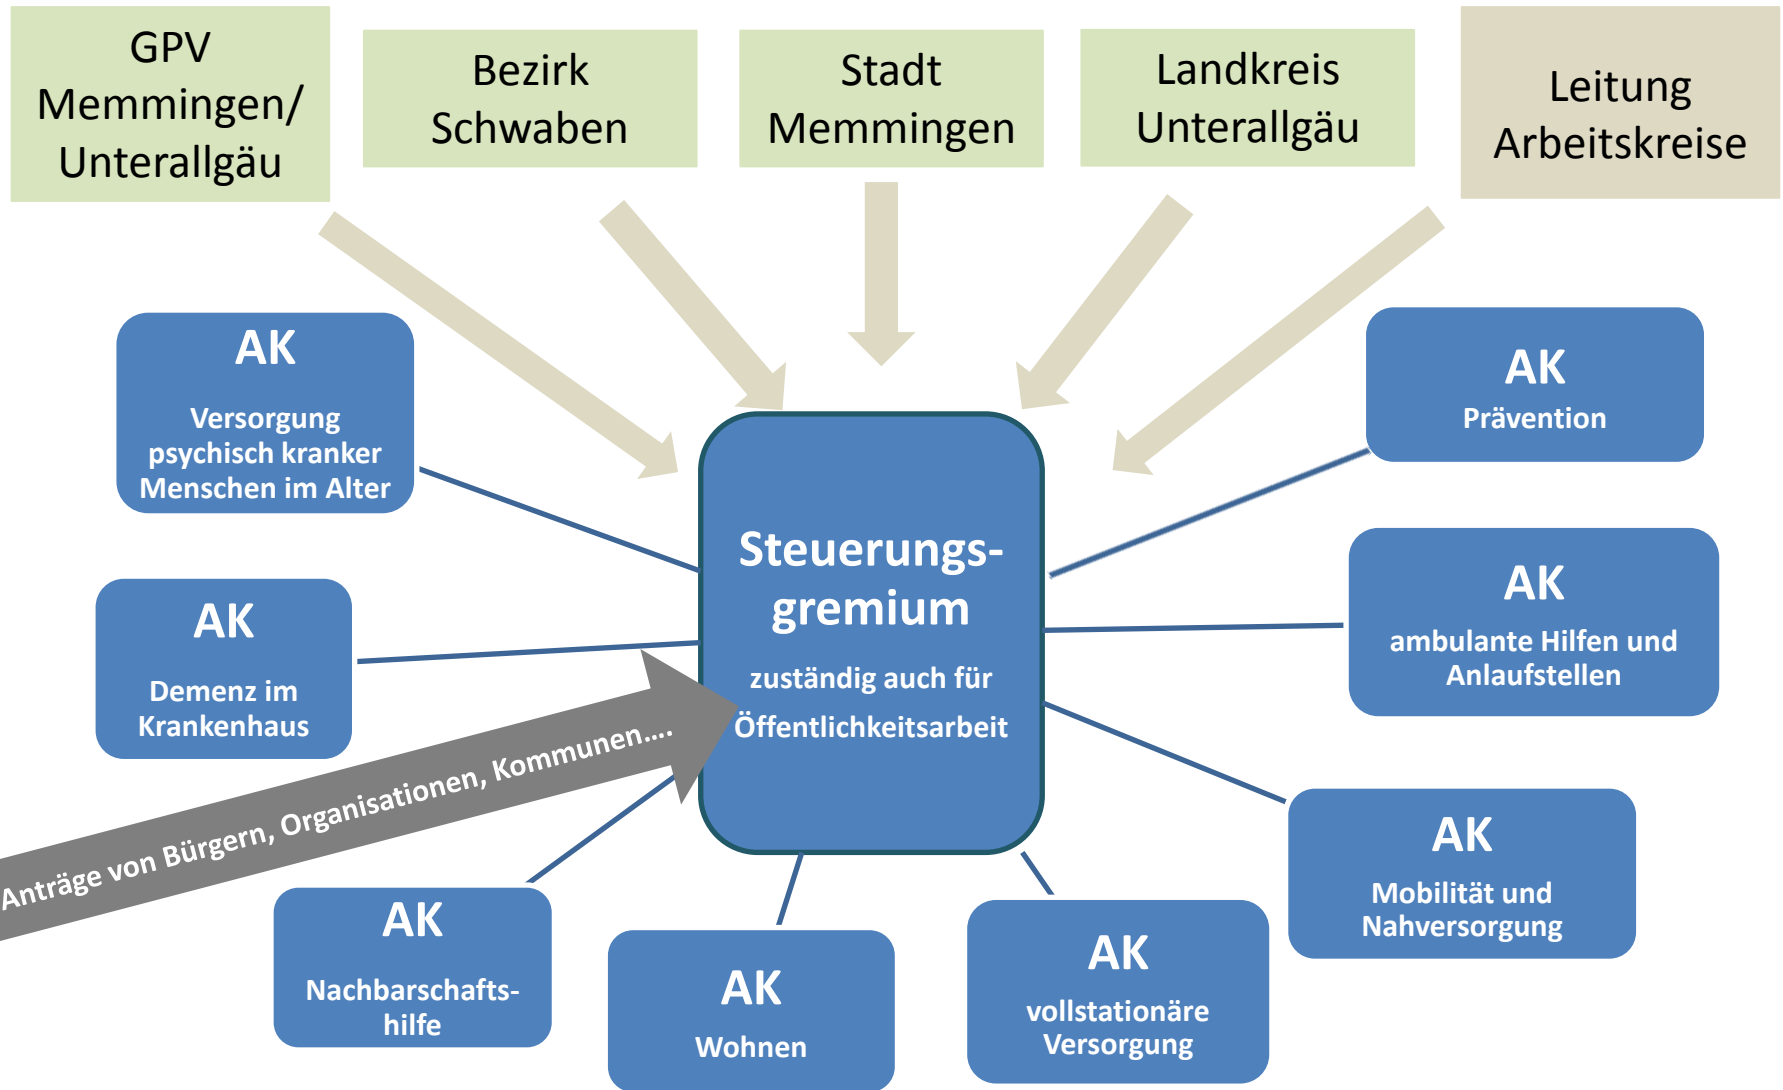 GPV
Memmingen/
Unterallgäu
Bezirk
Schwaben
Stadt
Memmingen
Landkreis
Unterallgäu
Leitung
Arbeitskreise
AK
Versorgung
psychisch kranker
Menschen im Alter
AK
Prävention
Steuerungs-
gremium
zuständig auch für
Öffentlichkeitsarbeit
AK
Demenz im
Krankenhaus
AK
ambulante Hilfen und
Anlaufstellen
Anträge von Bürgern, Organisationen, Kommunen….
AK
Mobilität und
Nahversorgung
AK
Nachbarschafts-
hilfe
AK
Wohnen
AK
vollstationäre
Versorgung